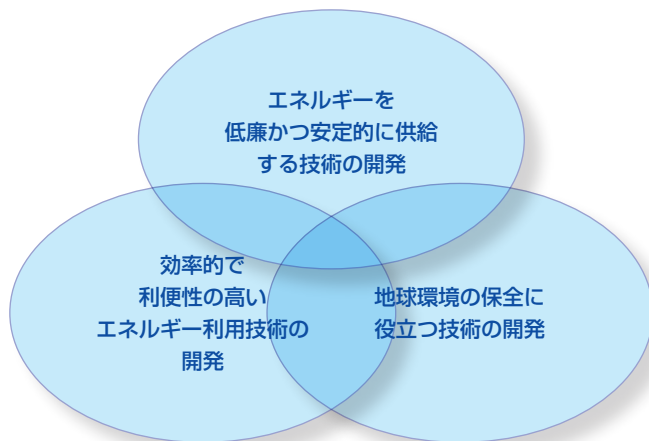 エネルギーを
低廉かつ安定的に供給
する技術の開発
効率的で
利便性の高い
エネルギー利用技術の
開発
地球環境の保全に
役立つ技術の開発